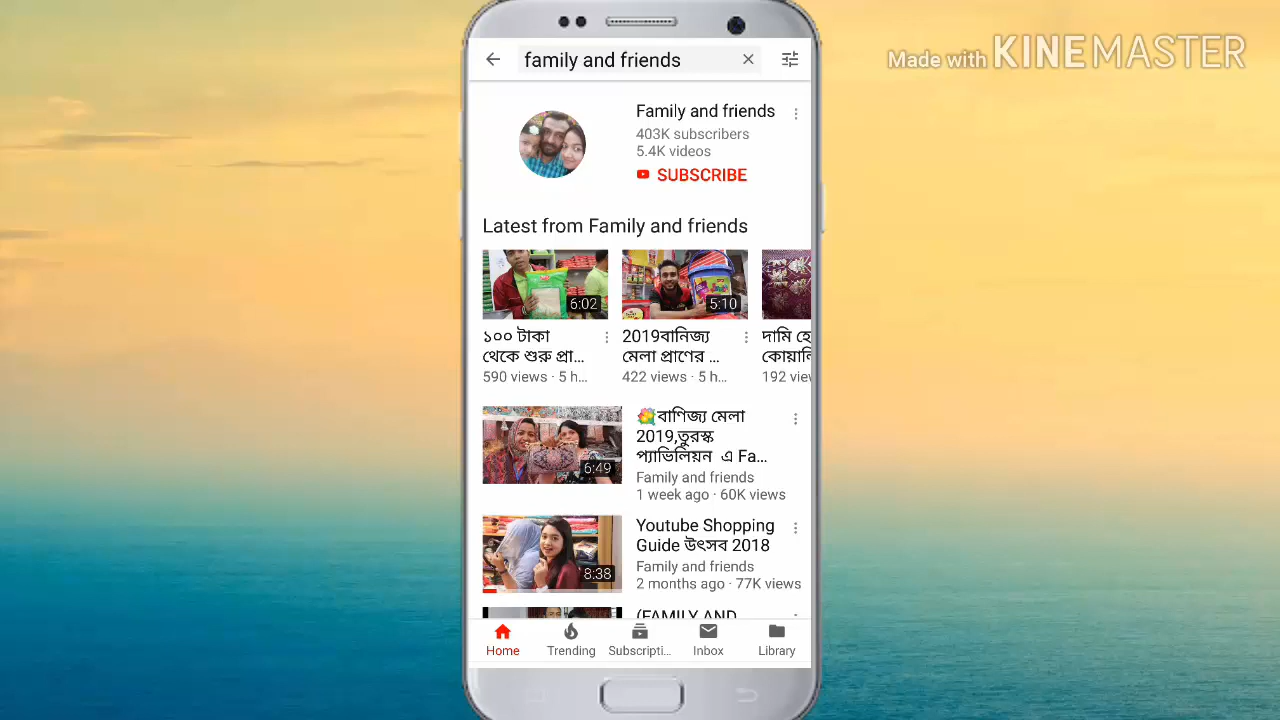 Made with KINEMASTER
family and friends
Family and friends
403K subscribers
5.4K videos
SUBSCRIBE
Latest from Family and friends
6:02
১০০ টাকা
থেকে শুরু প্রা...
590 views · 5 h...
5:10
2019বানিজ্য
মেলা প্রাণের ...
422 views · 5 h...
দামি হে
কোয়ালি
192 view
6:49
বাণিজ্য মেলা
2019,তুরস্ক
প্যাভিলিয়ন এ Fa...
Family and friends
1 week ago · 60K views
8:38
Youtube Shopping
Guide উৎসব 2018
Family and friends
2 months ago · 77K views
(FAMILY AND
Home
Trending
Subscripti...
Inbox
Library